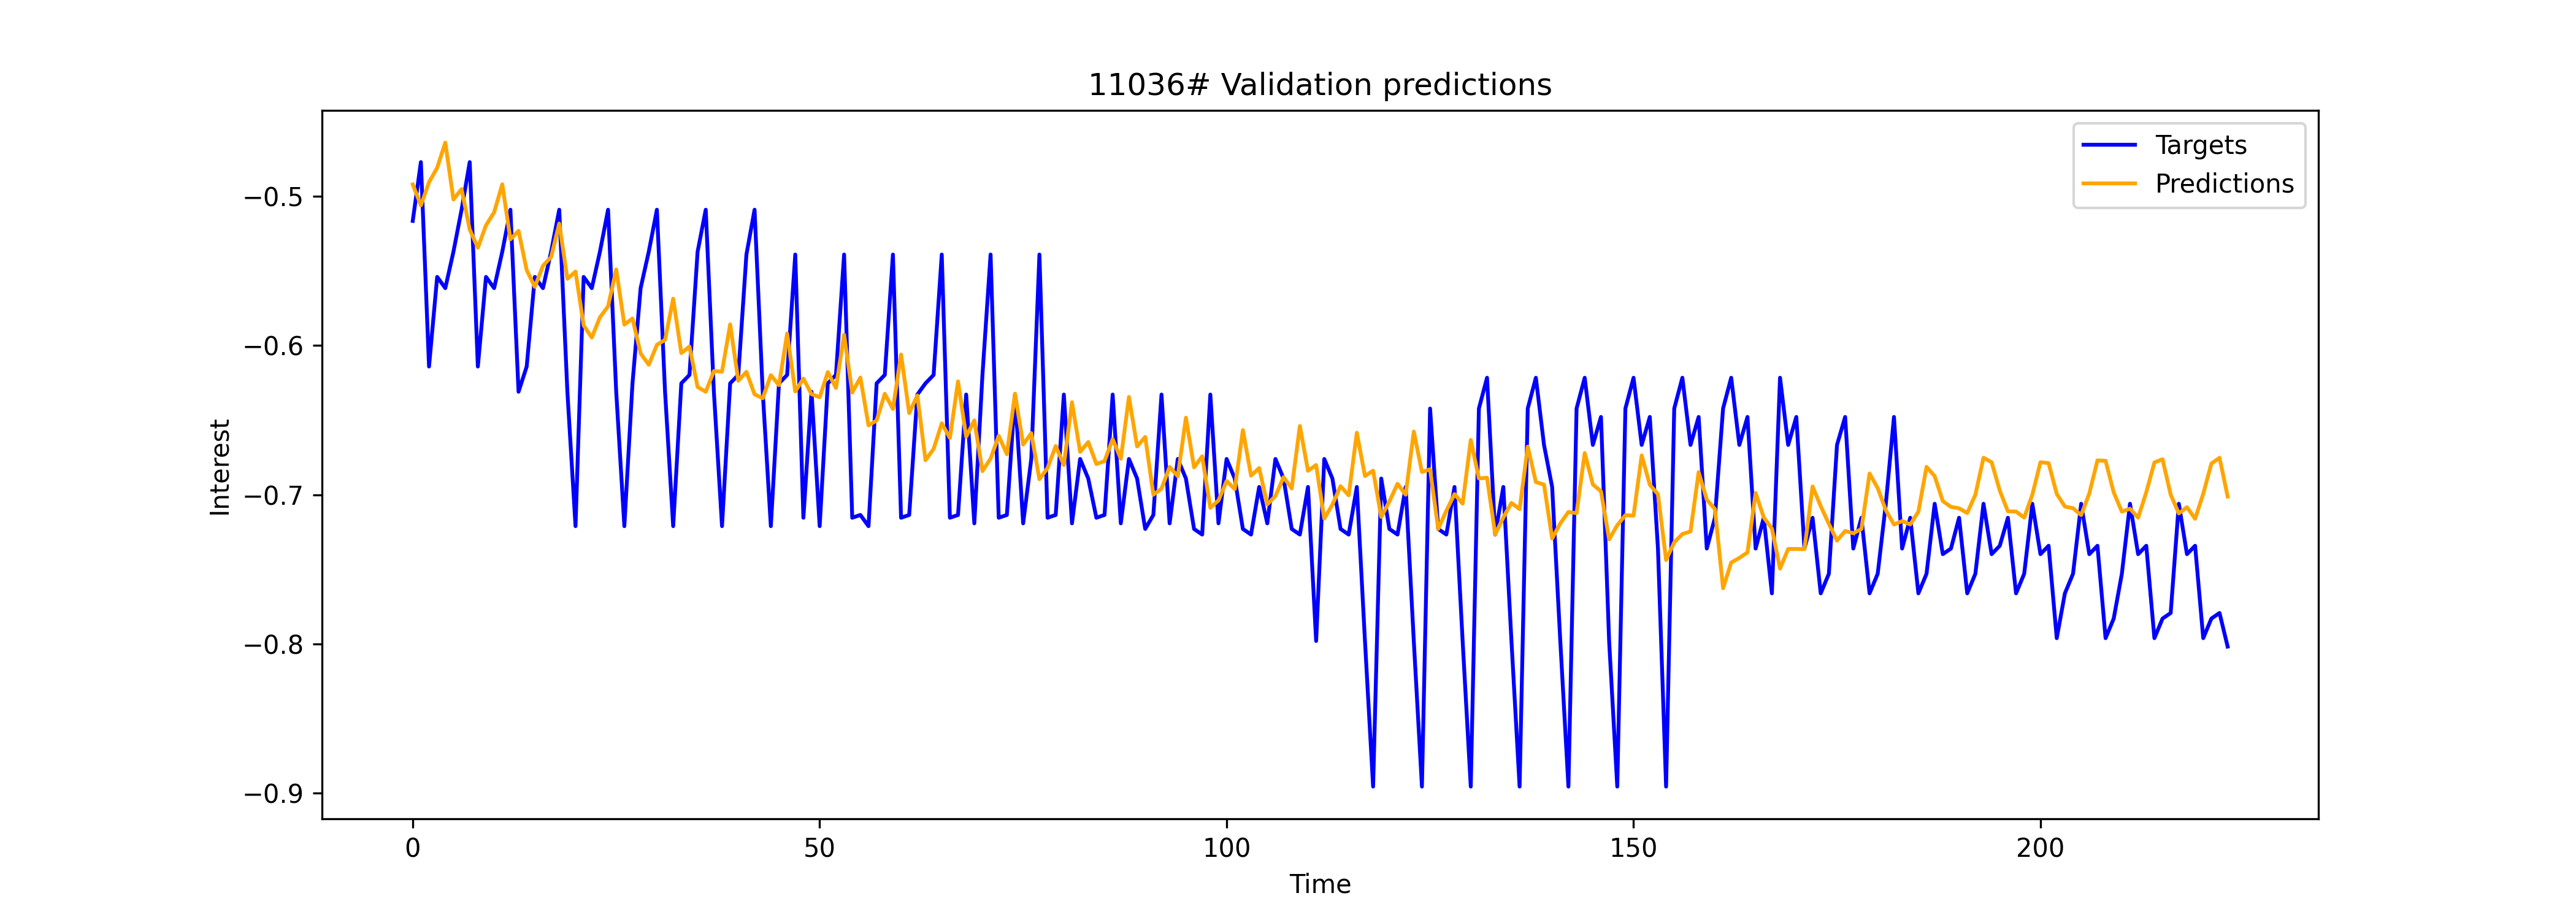 11036# Validation predictions
Targets
Predictions
Interest
−0.5
−0.6
−0.7
−0.8
−0.9
0 50 100 150 200
Time